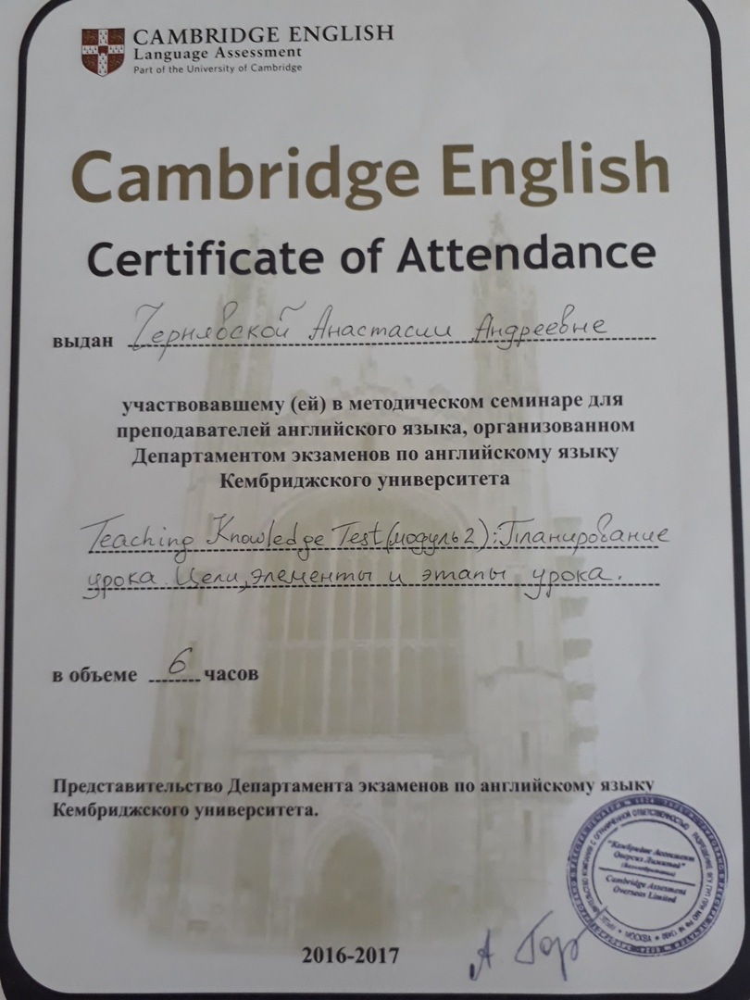 CAMBRIDGE ENGLISH
Language Assessment
Part of the University of Cambridge
Cambridge English
Certificate of Attendance
выдан Чернявской Анастасии Андреевне
участвовавшему (ей) в методическом семинаре для
преподавателей английского языка, организованном
Департаментом экзаменов по английскому языку
Кембриджского университета
Teaching Knowledge Test (модуль 2): Планирование
урока. Цели, элементы и этапы урока.
в объеме 6 часов
Представительство Департамента экзаменов по английскому языку
Кембриджского университета.
"Кембридж Ассесмент
Оверсиз Лимитед"
Cambridge Assessment
Overseas Limited
МОСКВА
2016-2017